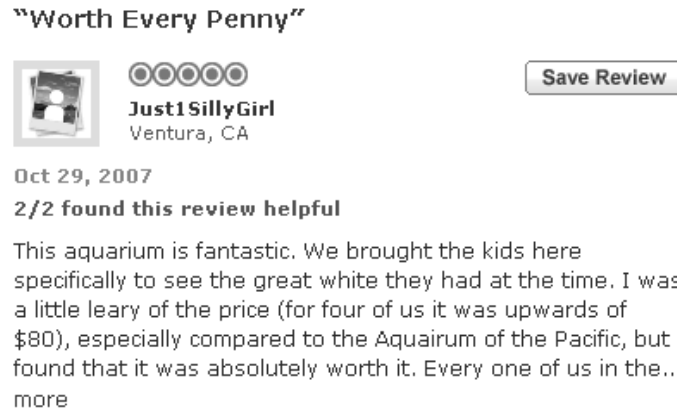 “Worth Every Penny”
Save Review
Just1SillyGirl
Ventura, CA
Oct 29, 2007
2/2 found this review helpful
This aquarium is fantastic. We brought the kids here
specifically to see the great white they had at the time. I was
a little leary of the price (for four of us it was upwards of
$80), especially compared to the Aquairum of the Pacific, but
found that it was absolutely worth it. Every one of us in the..
more